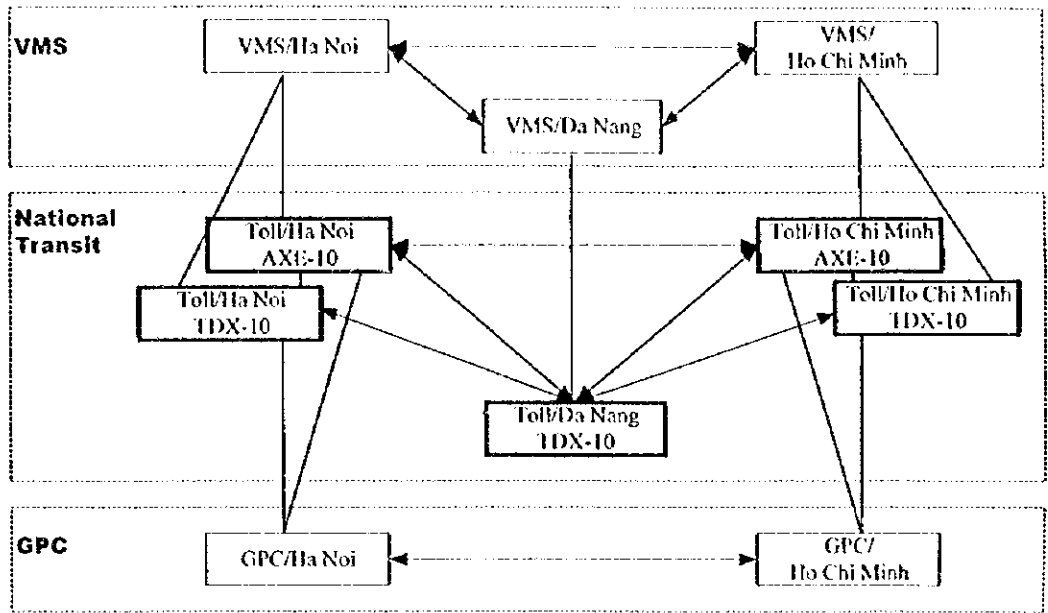 VMS
VMS/Ha Noi
VMS/
Ho Chi Minh
VMS/Da Nang
National
Transit
Toll/Ha Noi
AXE-10
Toll/Ho Chi Minh
AXE-10
Toll/Ha Noi
TDX-10
Toll/Ho Chi Minh
TDX-10
Toll/Da Nang
TDX-10
GPC
GPC/Ha Noi
GPC/
Ho Chi Minh